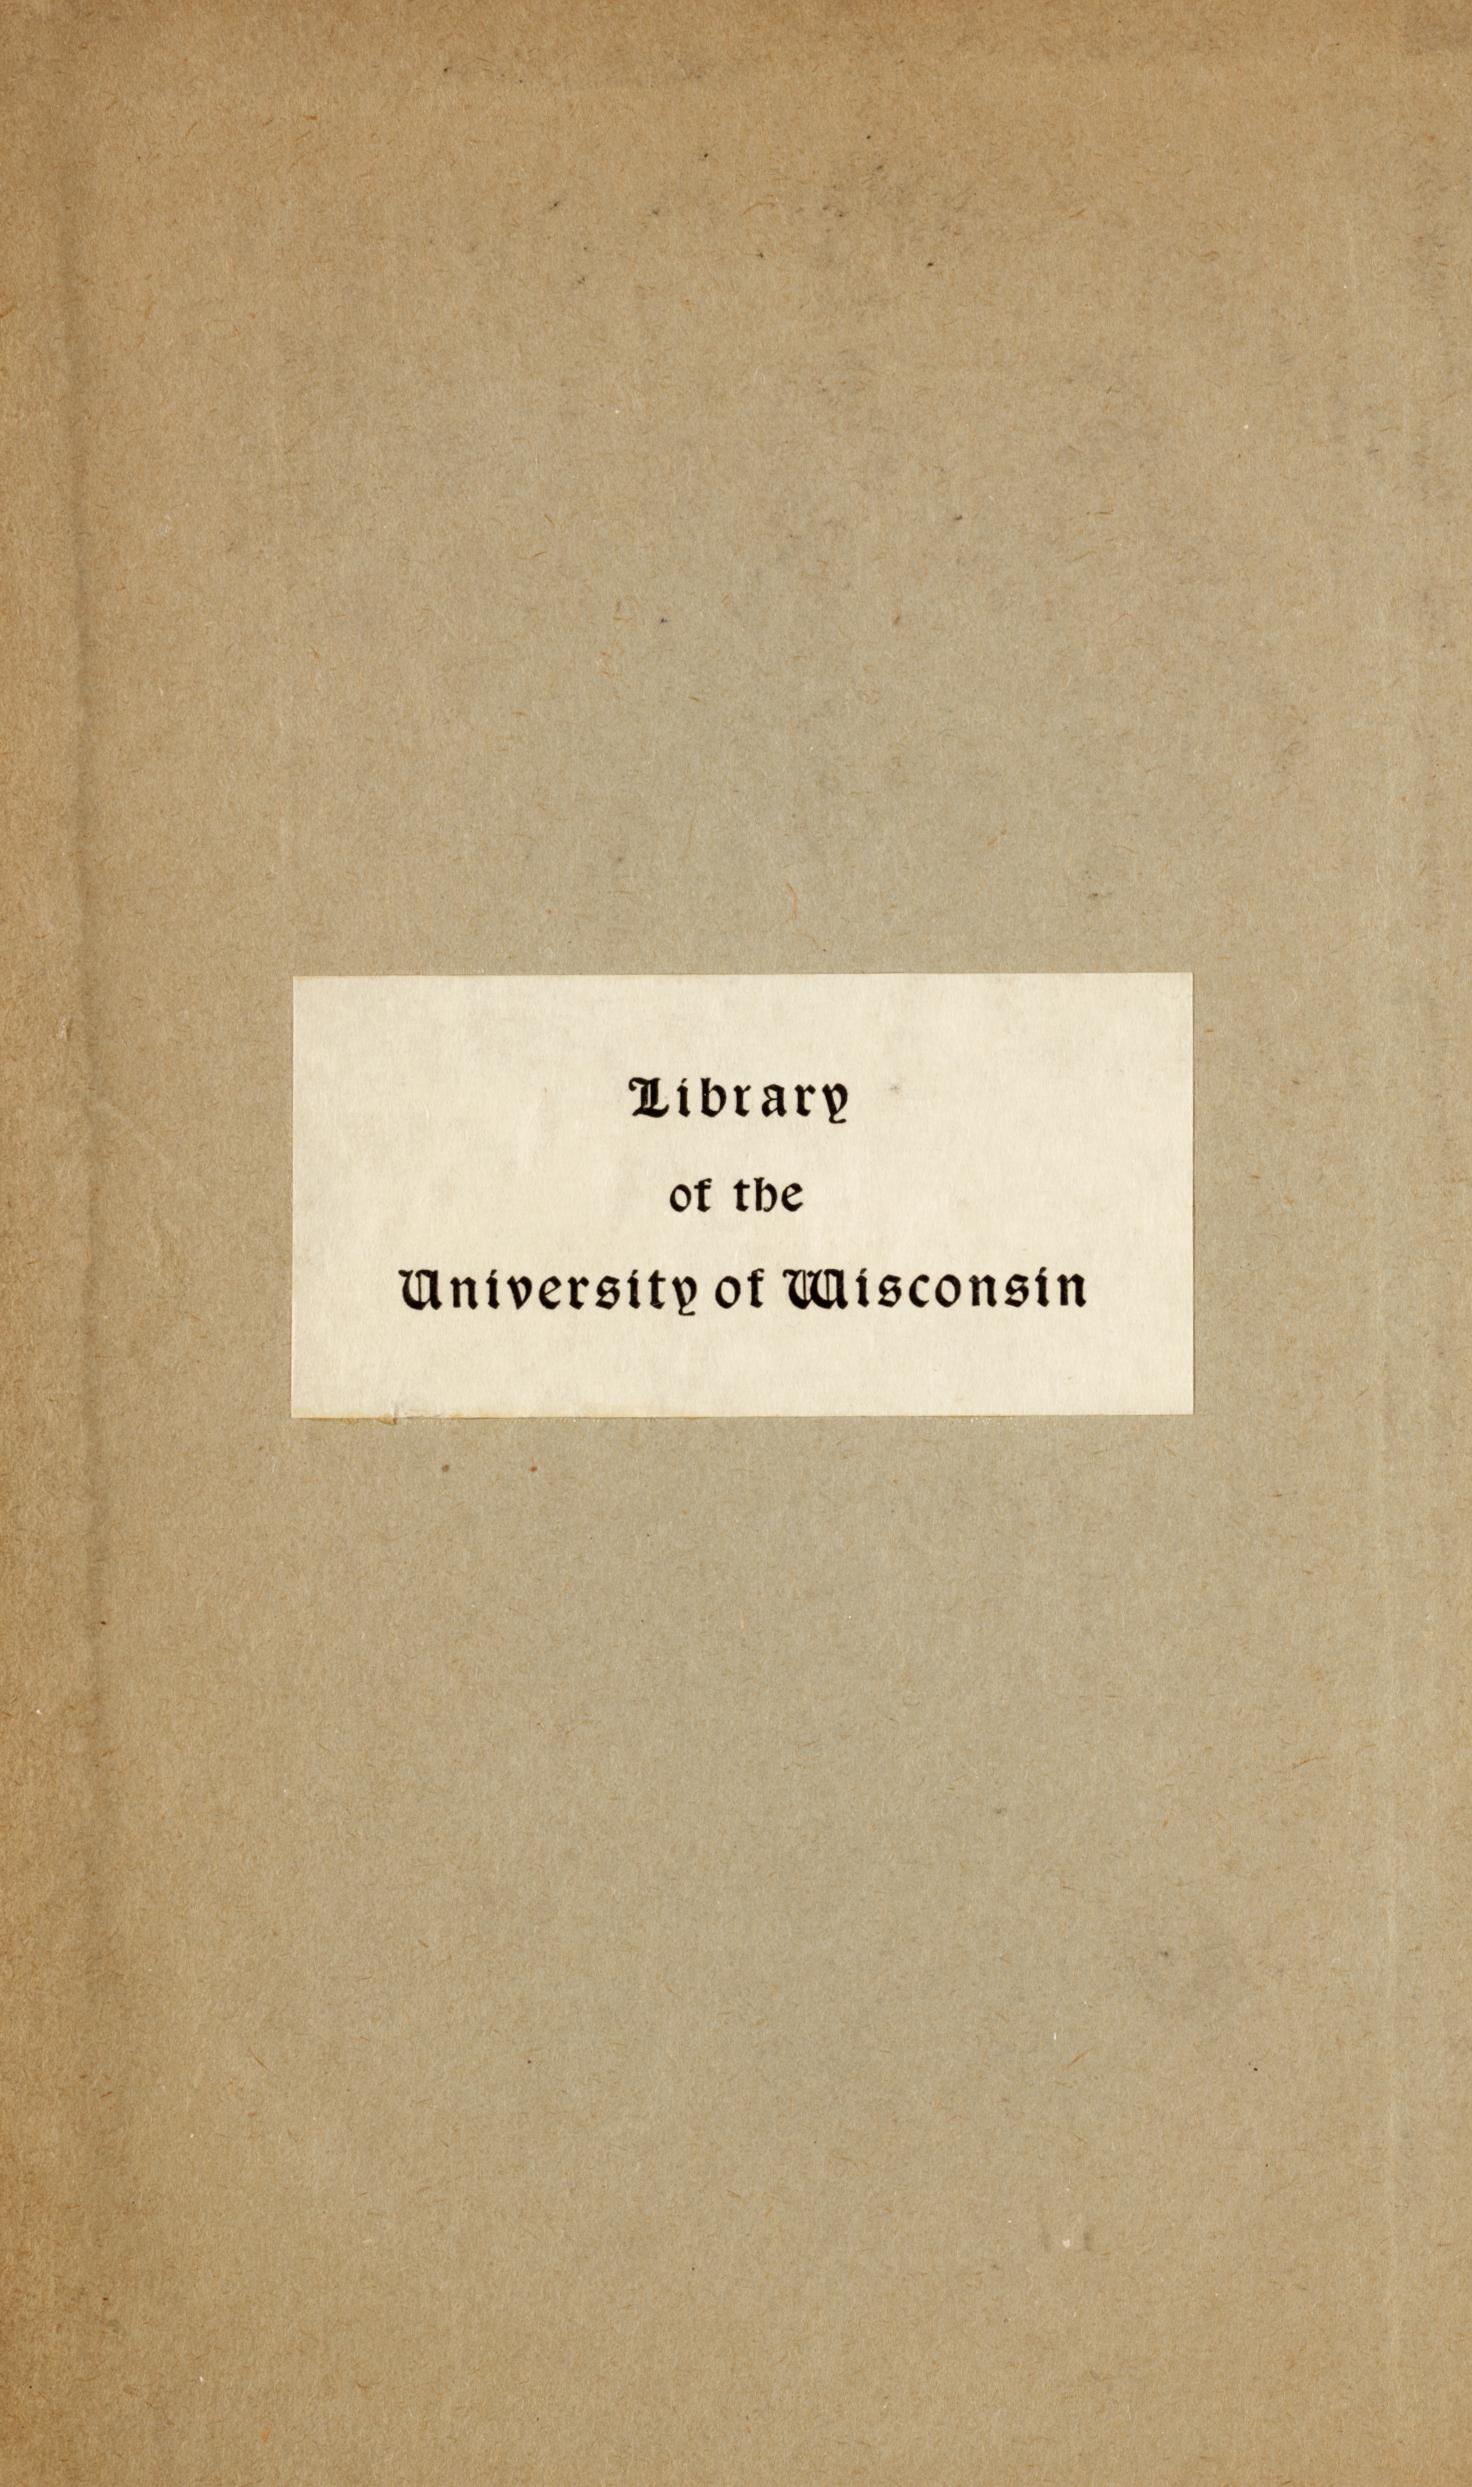 Library
of the
University of Wisconsin